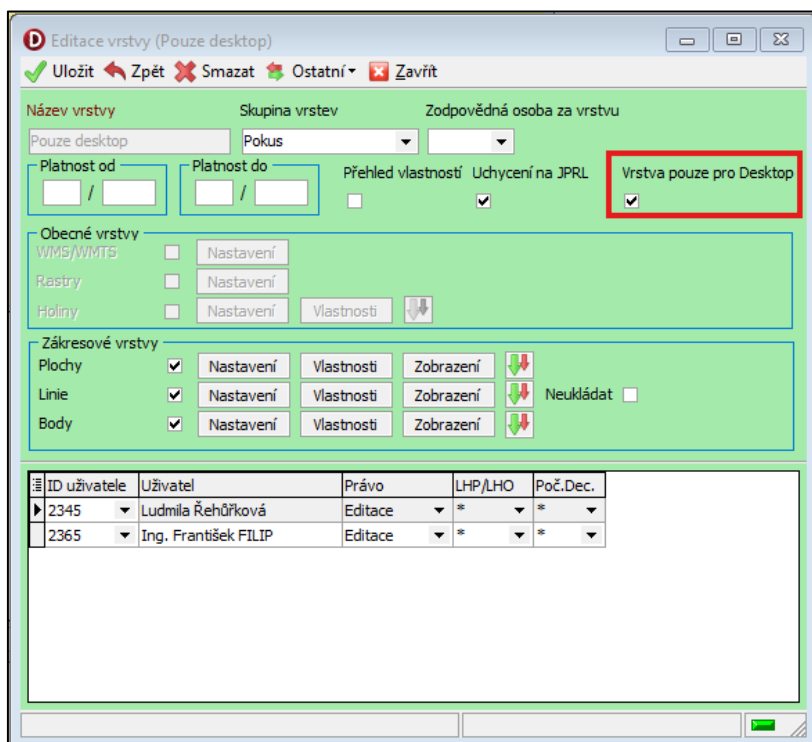 Editace vrstvy (Pouze desktop)
Uložit Zpět Smazat Ostatní Zavřít
Název vrstvy Skupina vrstev Zodpovědná osoba za vrstvu
Pouze desktop Pokus
Platnost od Platnost do Přehled vlastností Uchycení na JPRL Vrstva pouze pro Desktop
/ /
Obecné vrstvy
WMS/WMTS Nastavení
Rastry Nastavení
Holiny Nastavení Vlastnosti
Zákresové vrstvy
Plochy Nastavení Vlastnosti Zobrazení
Linie Nastavení Vlastnosti Zobrazení Neukládat
Body Nastavení Vlastnosti Zobrazení
ID uživatele Uživatel Právo LHP/LHO Poč.Dec.
2345 Ludmila Řehůřková Editace * *
2365 Ing. František FILIP Editace * *